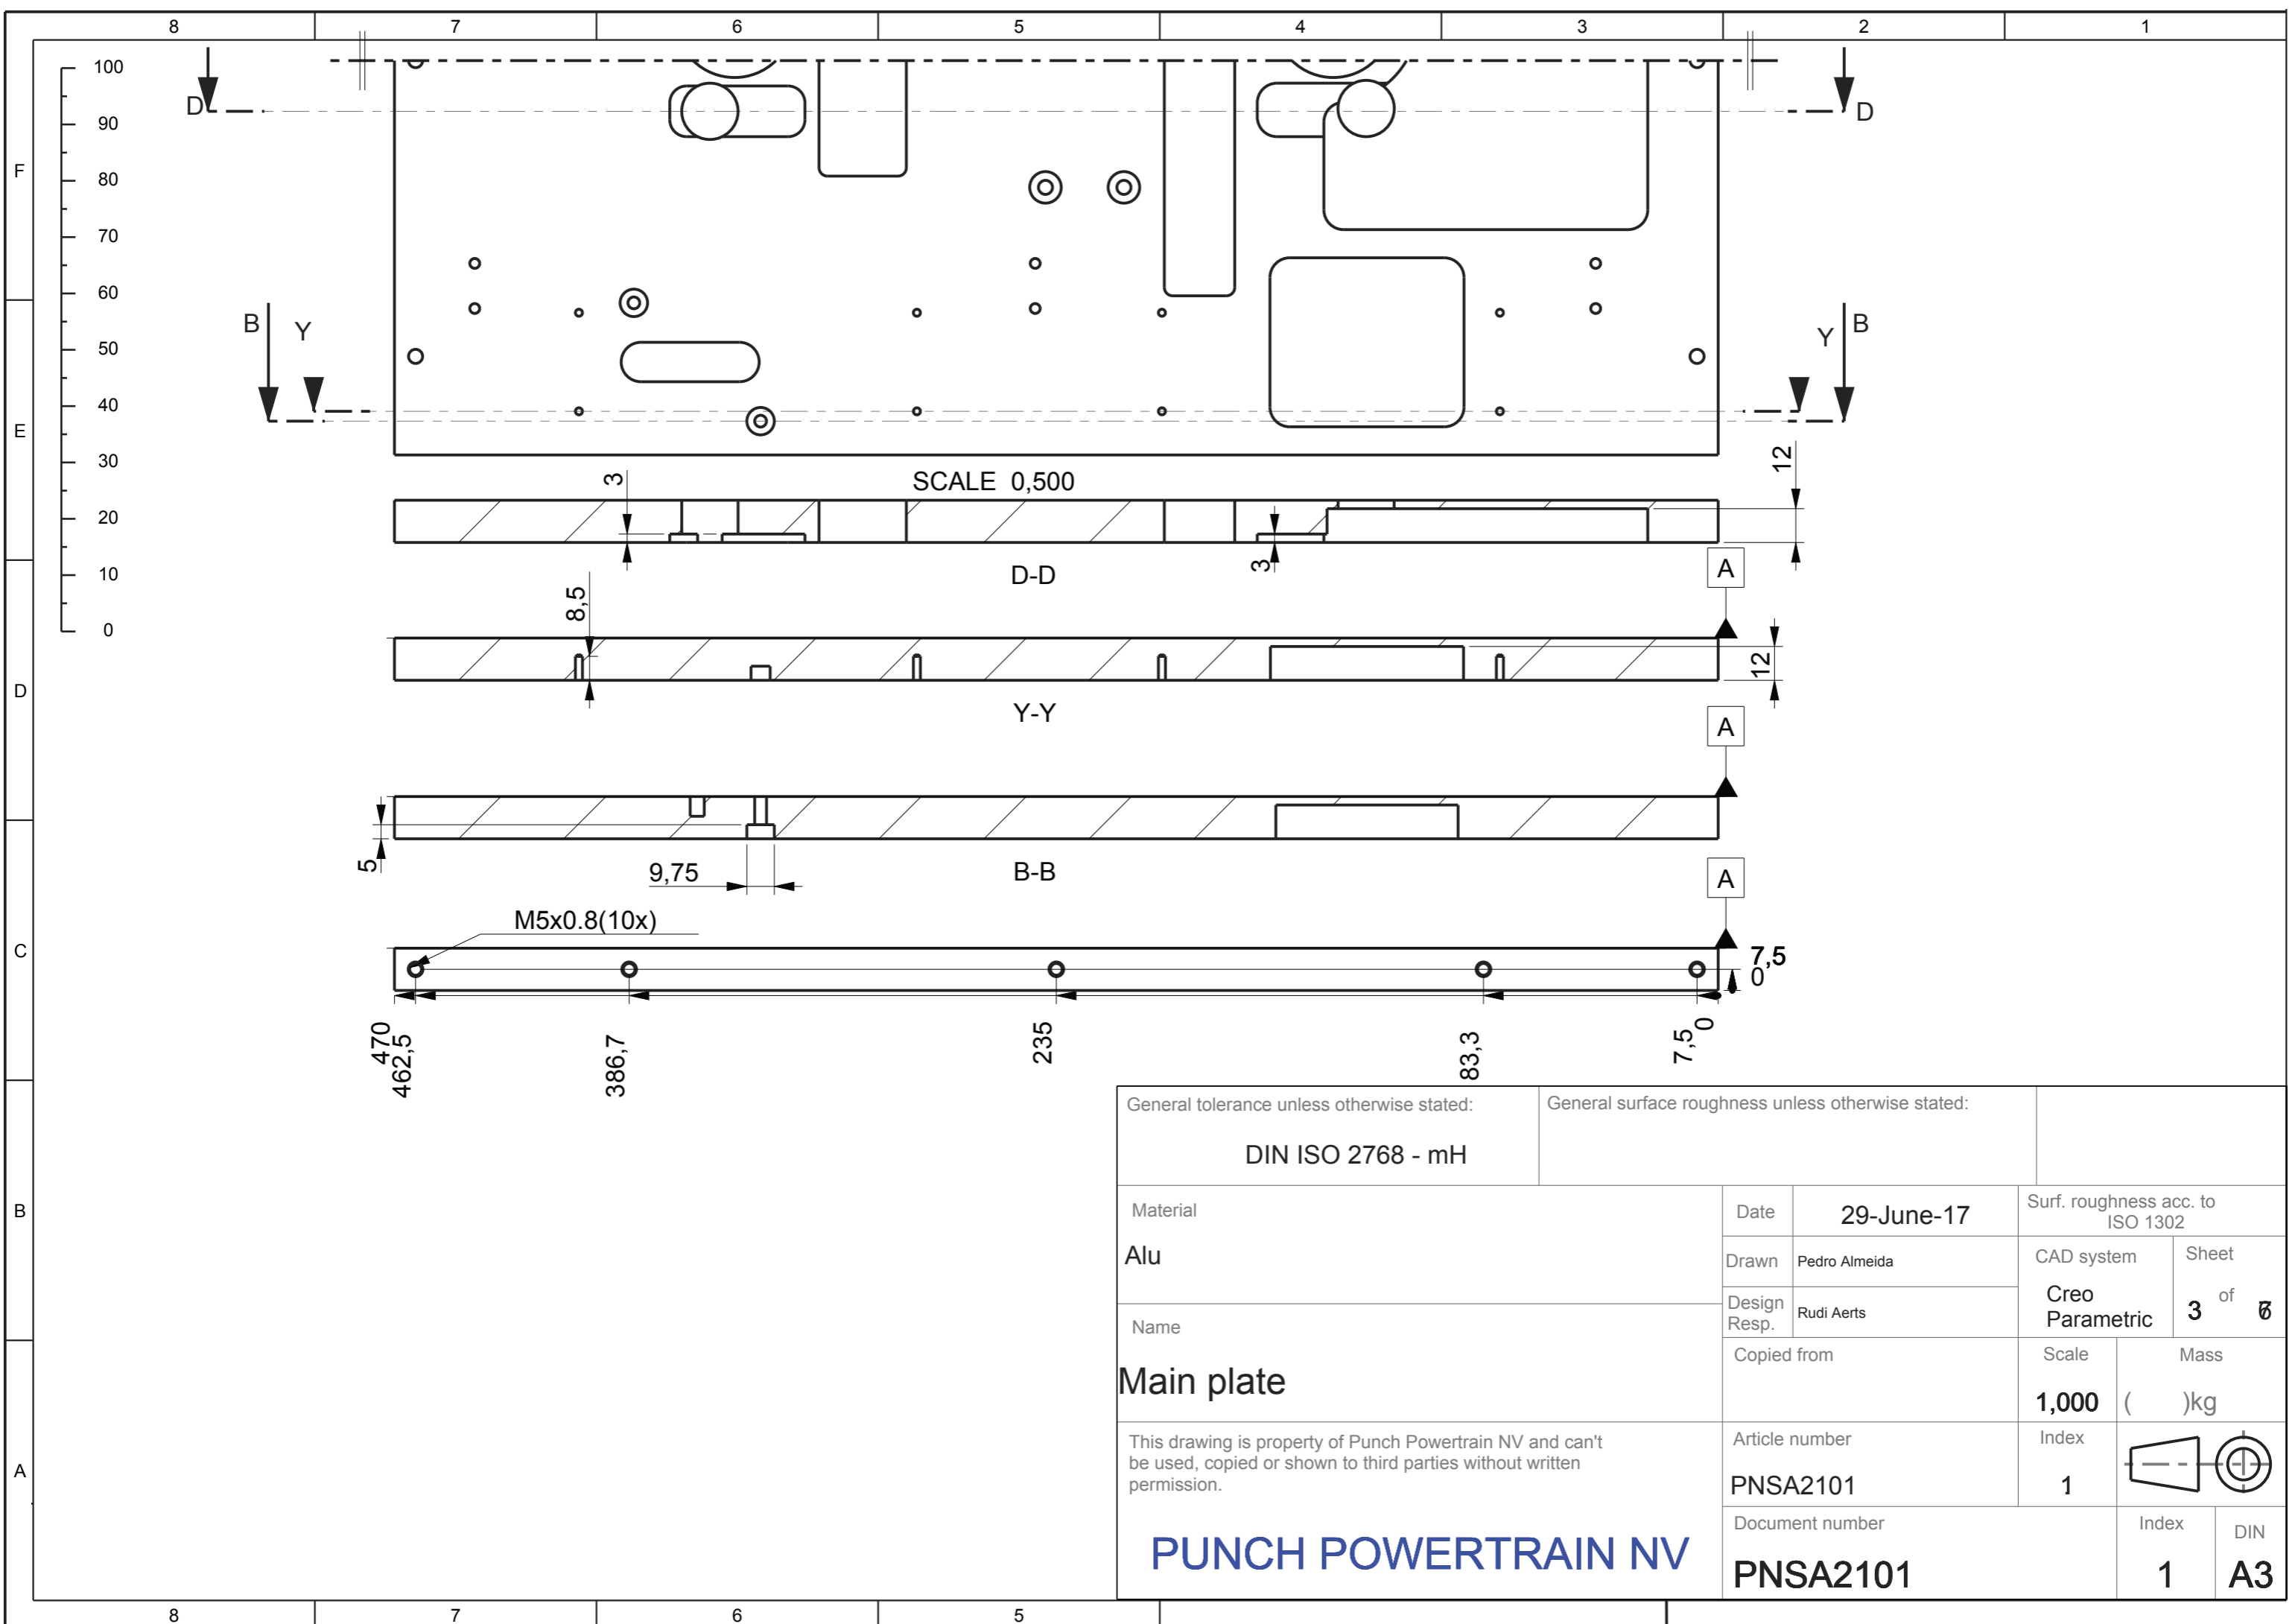 8 7 6 5 4 3 2 1
100
90
80
70
60
50
40
30
20
10
0
F
E
D
C
B
A
D D
B Y Y B
SCALE 0,500
3
3
12
D-D
A
8,5
12
Y-Y
A
5
9,75
B-B
A
M5x0.8(10x)
7,5
0
470
462,5
386,7
235
83,3
7,5
0
General tolerance unless otherwise stated:
DIN ISO 2768 - mH
General surface roughness unless otherwise stated:
Material
Alu
Date 29-June-17
Surf. roughness acc. to
ISO 1302
Drawn Pedro Almeida
CAD system
Creo
Parametric
Sheet
3 of
Design
Resp.
Rudi Aerts
Name
Main plate
Copied from
Scale
1,000
Mass
( )kg
This drawing is property of Punch Powertrain NV and can't
be used, copied or shown to third parties without written
permission.
Article number
PNSA2101
Index
1
PUNCH POWERTRAIN NV
Document number
PNSA2101
Index
1
DIN
A3
8 7 6 5